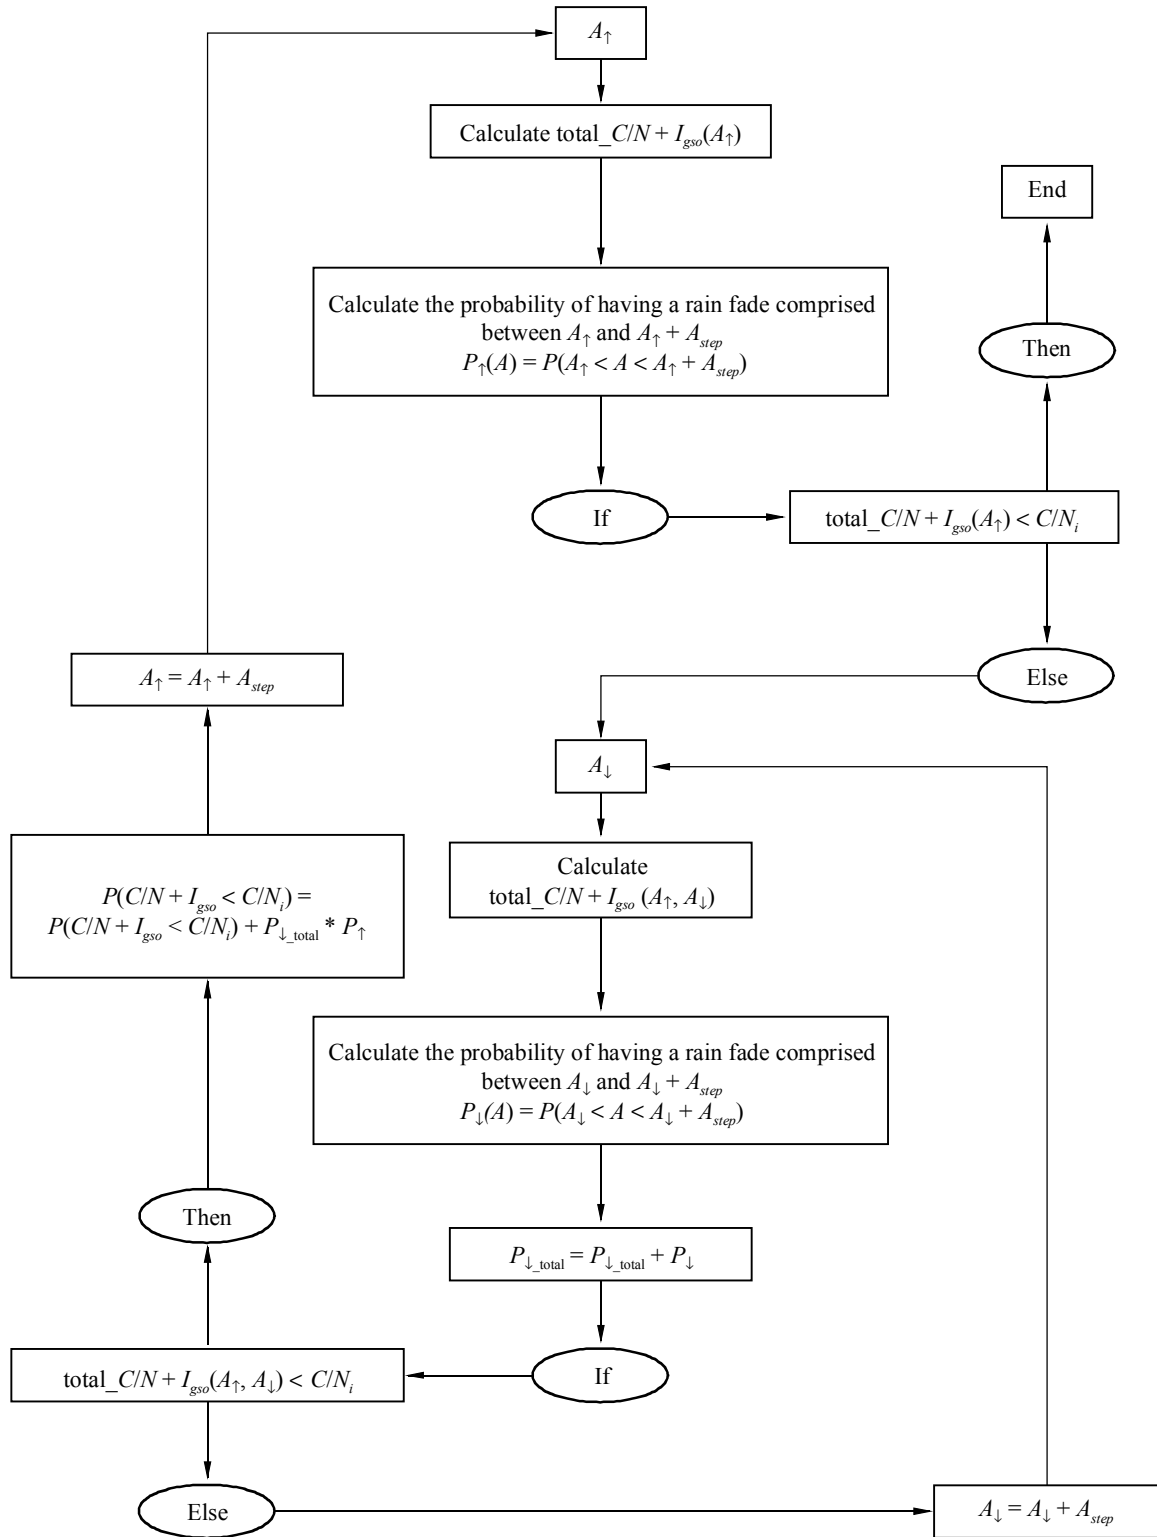 A↑
Calculate total_C/N + Igso(A↑)
End
Calculate the probability of having a rain fade comprised
between A↑ and A↑ + Astep
P↑(A) = P(A↑ < A < A↑ + Astep)
Then
If
total_C/N + Igso(A↑) < C/Ni
Else
A↑ = A↑ + Astep
A↓
Calculate
total_C/N + Igso (A↑, A↓)
P(C/N + Igso < C/Ni) =
P(C/N + Igso < C/Ni) + P↓_total * P↑
Calculate the probability of having a rain fade comprised
between A↓ and A↓ + Astep
P↓(A) = P(A↓ < A < A↓ + Astep)
Then
P↓_total = P↓_total + P↓
total_C/N + Igso(A↑, A↓) < C/Ni
If
Else
A↓ = A↓ + Astep